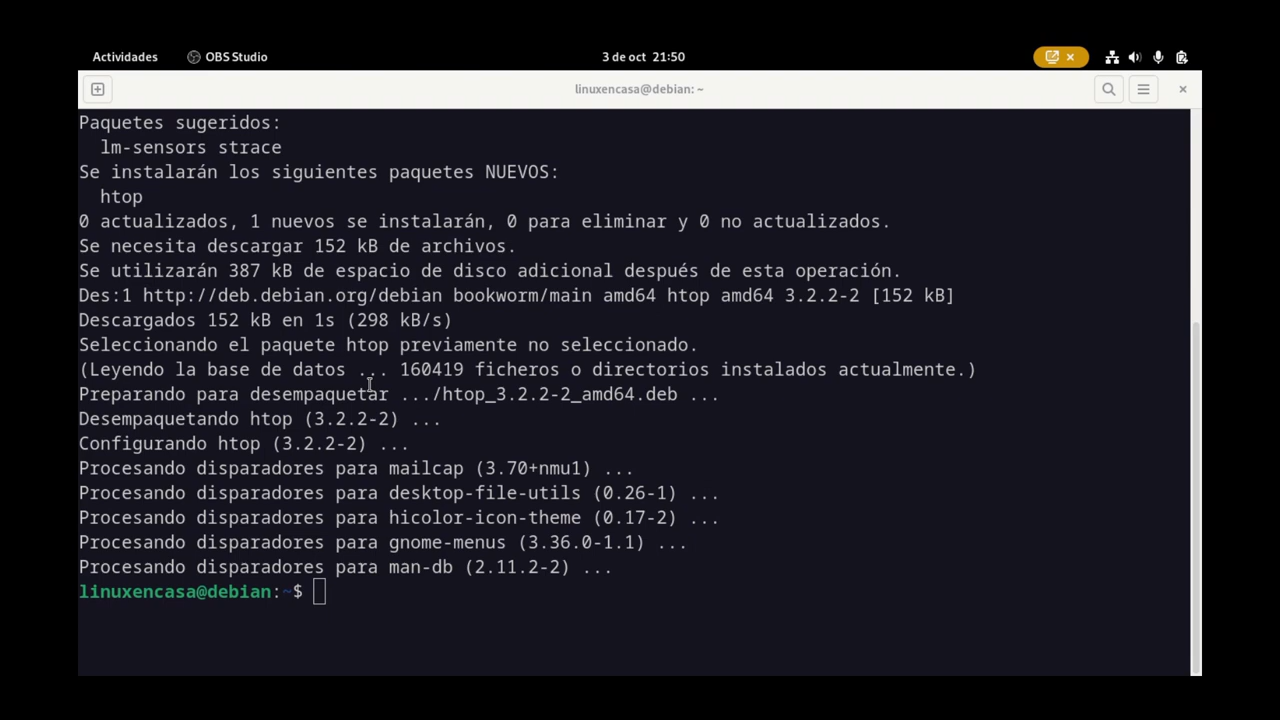 Actividades OBS Studio 3 de oct 21:50
linuxencasa@debian: ~
Paquetes sugeridos:
lm-sensors strace
Se instalarán los siguientes paquetes NUEVOS:
htop
0 actualizados, 1 nuevos se instalarán, 0 para eliminar y 0 no actualizados.
Se necesita descargar 152 kB de archivos.
Se utilizarán 387 kB de espacio de disco adicional después de esta operación.
Des:1 http://deb.debian.org/debian bookworm/main amd64 htop amd64 3.2.2-2 [152 kB]
Descargados 152 kB en 1s (298 kB/s)
Seleccionando el paquete htop previamente no seleccionado.
(Leyendo la base de datos ... 160419 ficheros o directorios instalados actualmente.)
Preparando para desempaquetar .../htop_3.2.2-2_amd64.deb ...
Desempaquetando htop (3.2.2-2) ...
Configurando htop (3.2.2-2) ...
Procesando disparadores para mailcap (3.70+nmu1) ...
Procesando disparadores para desktop-file-utils (0.26-1) ...
Procesando disparadores para hicolor-icon-theme (0.17-2) ...
Procesando disparadores para gnome-menus (3.36.0-1.1) ...
Procesando disparadores para man-db (2.11.2-2) ...
linuxencasa@debian:~$